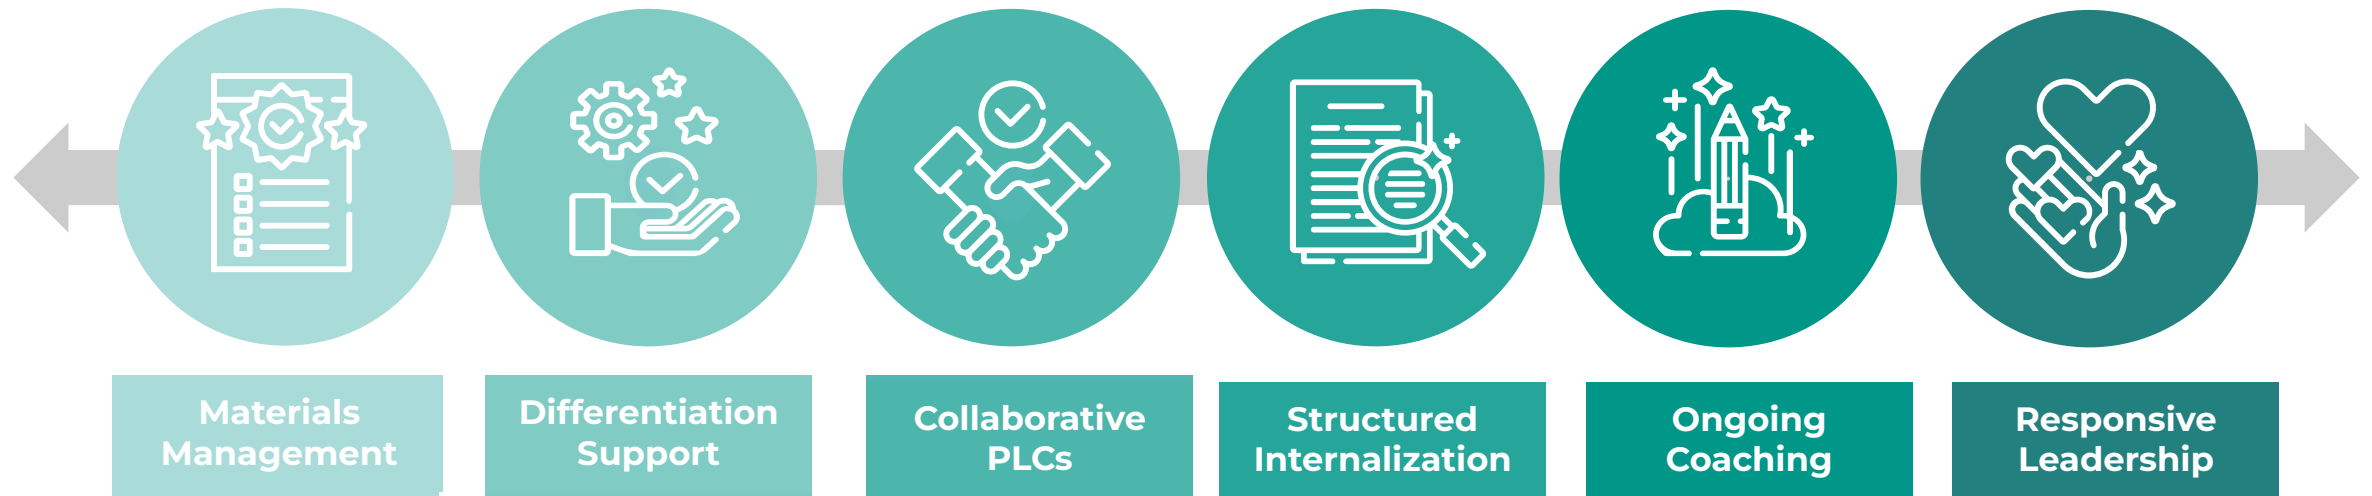 Materials
Management
Differentiation
Support
Collaborative
PLCs
Structured
Internalization
Ongoing
Coaching
Responsive
Leadership